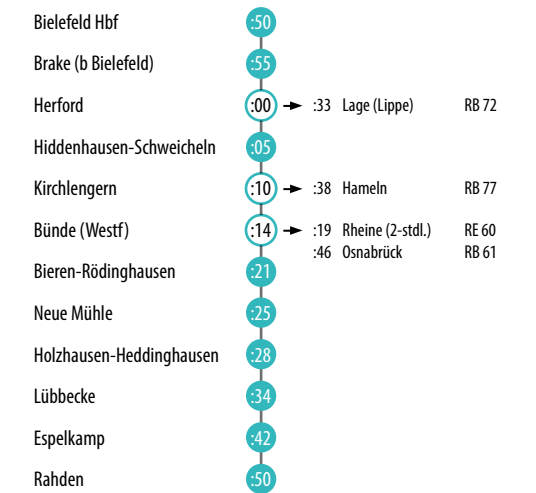 Bielefeld Hbf :50
Brake (b Bielefeld) :55
Herford :00 :33 Lage (Lippe) RB 72
Hiddenhausen-Schweicheln :05
Kirchlengern :10 :38 Hameln RB 77
Bünde (Westf) :14 :19 Rheine (2-stdl.) RE 60
:46 Osnabrück RB 61
Bieren-Rödinghausen :21
Neue Mühle :25
Holzhausen-Heddinghausen :28
Lübbecke :34
Espelkamp :42
Rahden :50